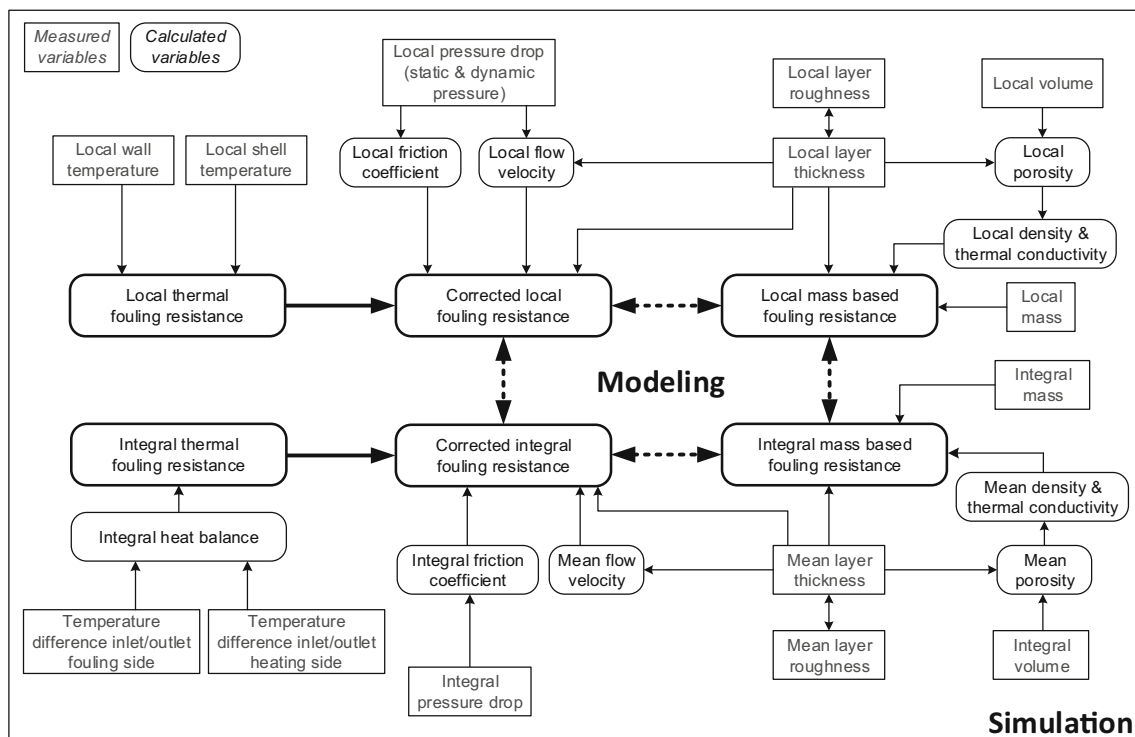 Measured
variables
Calculated
variables
Local pressure drop
(static & dynamic
pressure)
Local layer
roughness
Local volume
Local wall
temperature
Local shell
temperature
Local friction
coefficient
Local flow
velocity
Local layer
thickness
Local
porosity
Local density &
thermal conductivity
Local thermal
fouling resistance
Corrected local
fouling resistance
Local mass based
fouling resistance
Local
mass
Modeling
Integral
mass
Integral thermal
fouling resistance
Corrected integral
fouling resistance
Integral mass based
fouling resistance
Mean density &
thermal conductivity
Integral heat balance
Integral friction
coefficient
Mean flow
velocity
Mean layer
thickness
Mean
porosity
Temperature
difference inlet/outlet
fouling side
Temperature
difference inlet/outlet
heating side
Integral
pressure drop
Mean layer
roughness
Integral
volume
Simulation